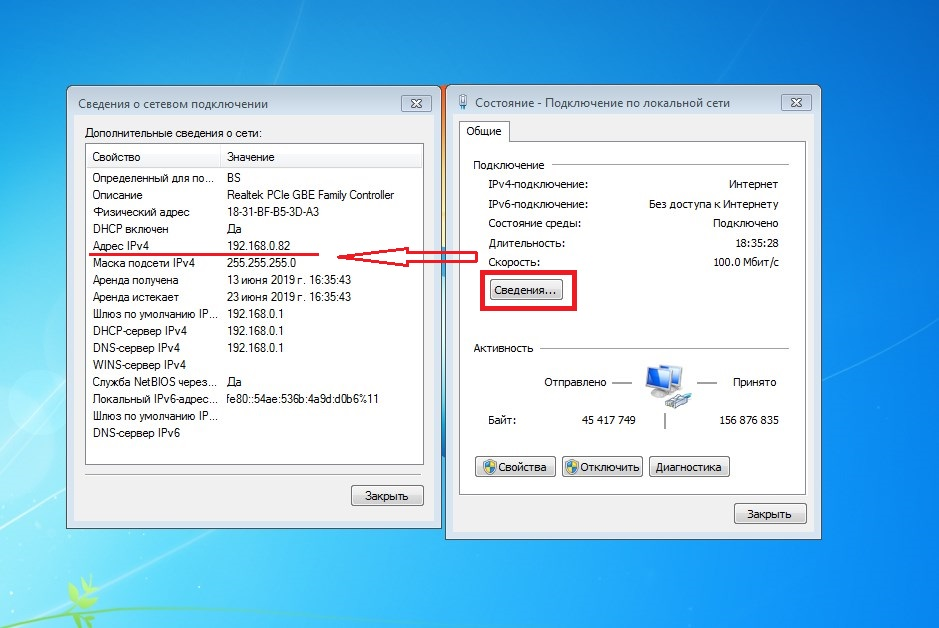 Сведения о сетевом подключении
Дополнительные сведения о сети:
Свойство Значение
Определенный для по... BS
Описание Realtek PCIe GBE Family Controller
Физический адрес 18-31-BF-B5-3D-A3
DHCP включен Да
Адрес IPv4 192.168.0.82
Маска подсети IPv4 255.255.255.0
Аренда получена 13 июня 2019 г. 16:35:43
Аренда истекает 23 июня 2019 г. 16:35:43
Шлюз по умолчанию IP... 192.168.0.1
DHCP-сервер IPv4 192.168.0.1
DNS-сервер IPv4 192.168.0.1
WINS-сервер IPv4
Служба NetBIOS через... Да
Локальный IPv6-адрес... fe80::54ae:536b:4a9d:d0b6%11
Шлюз по умолчанию IP...
DNS-сервер IPv6
Закрыть
Состояние - Подключение по локальной сети
Общие
Подключение
IPv4-подключение: Интернет
IPv6-подключение: Без доступа к Интернету
Состояние среды: Подключено
Длительность: 18:35:28
Скорость: 100.0 Мбит/с
Сведения...
Активность
Отправлено Принято
Байт: 45 417 749 156 876 835
Свойства Отключить Диагностика
Закрыть